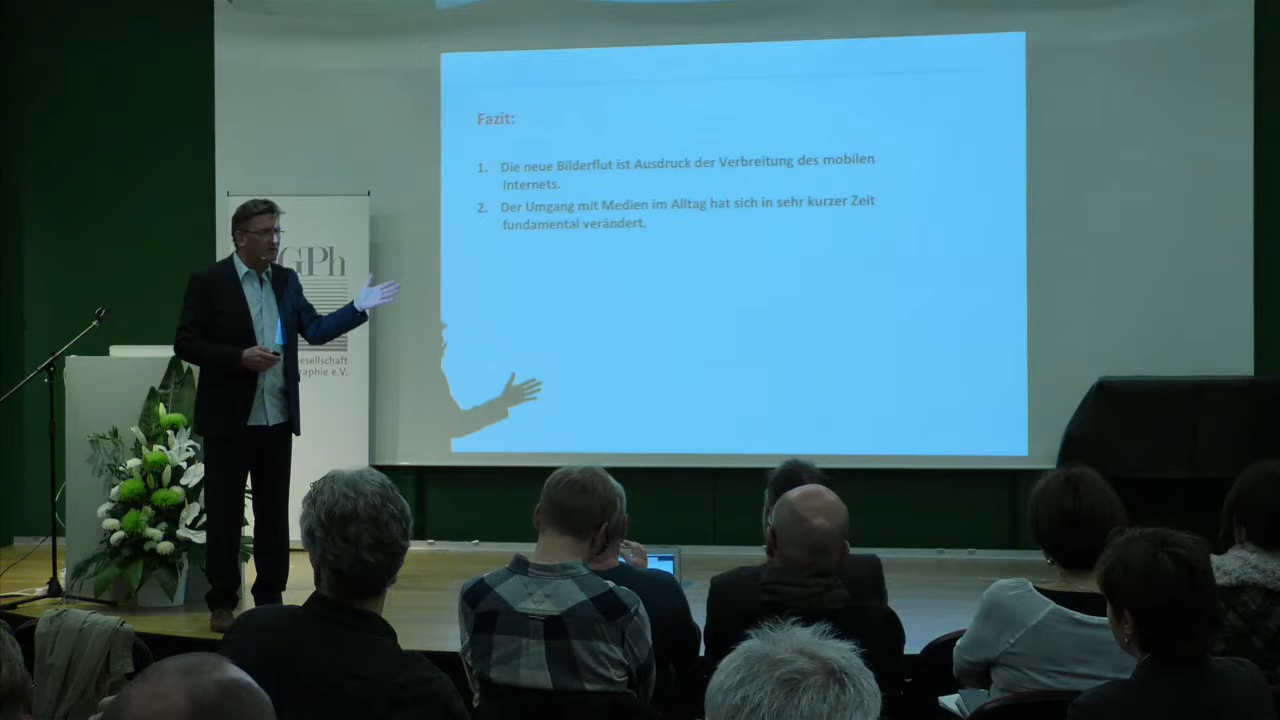 Fazit:
1. Die neue Bilderflut ist Ausdruck der Verbreitung des mobilen
Internets.
2. Der Umgang mit Medien im Alltag hat sich in sehr kurzer Zeit
fundamental verändert.
GPh
esellschaft
raphie e.V.